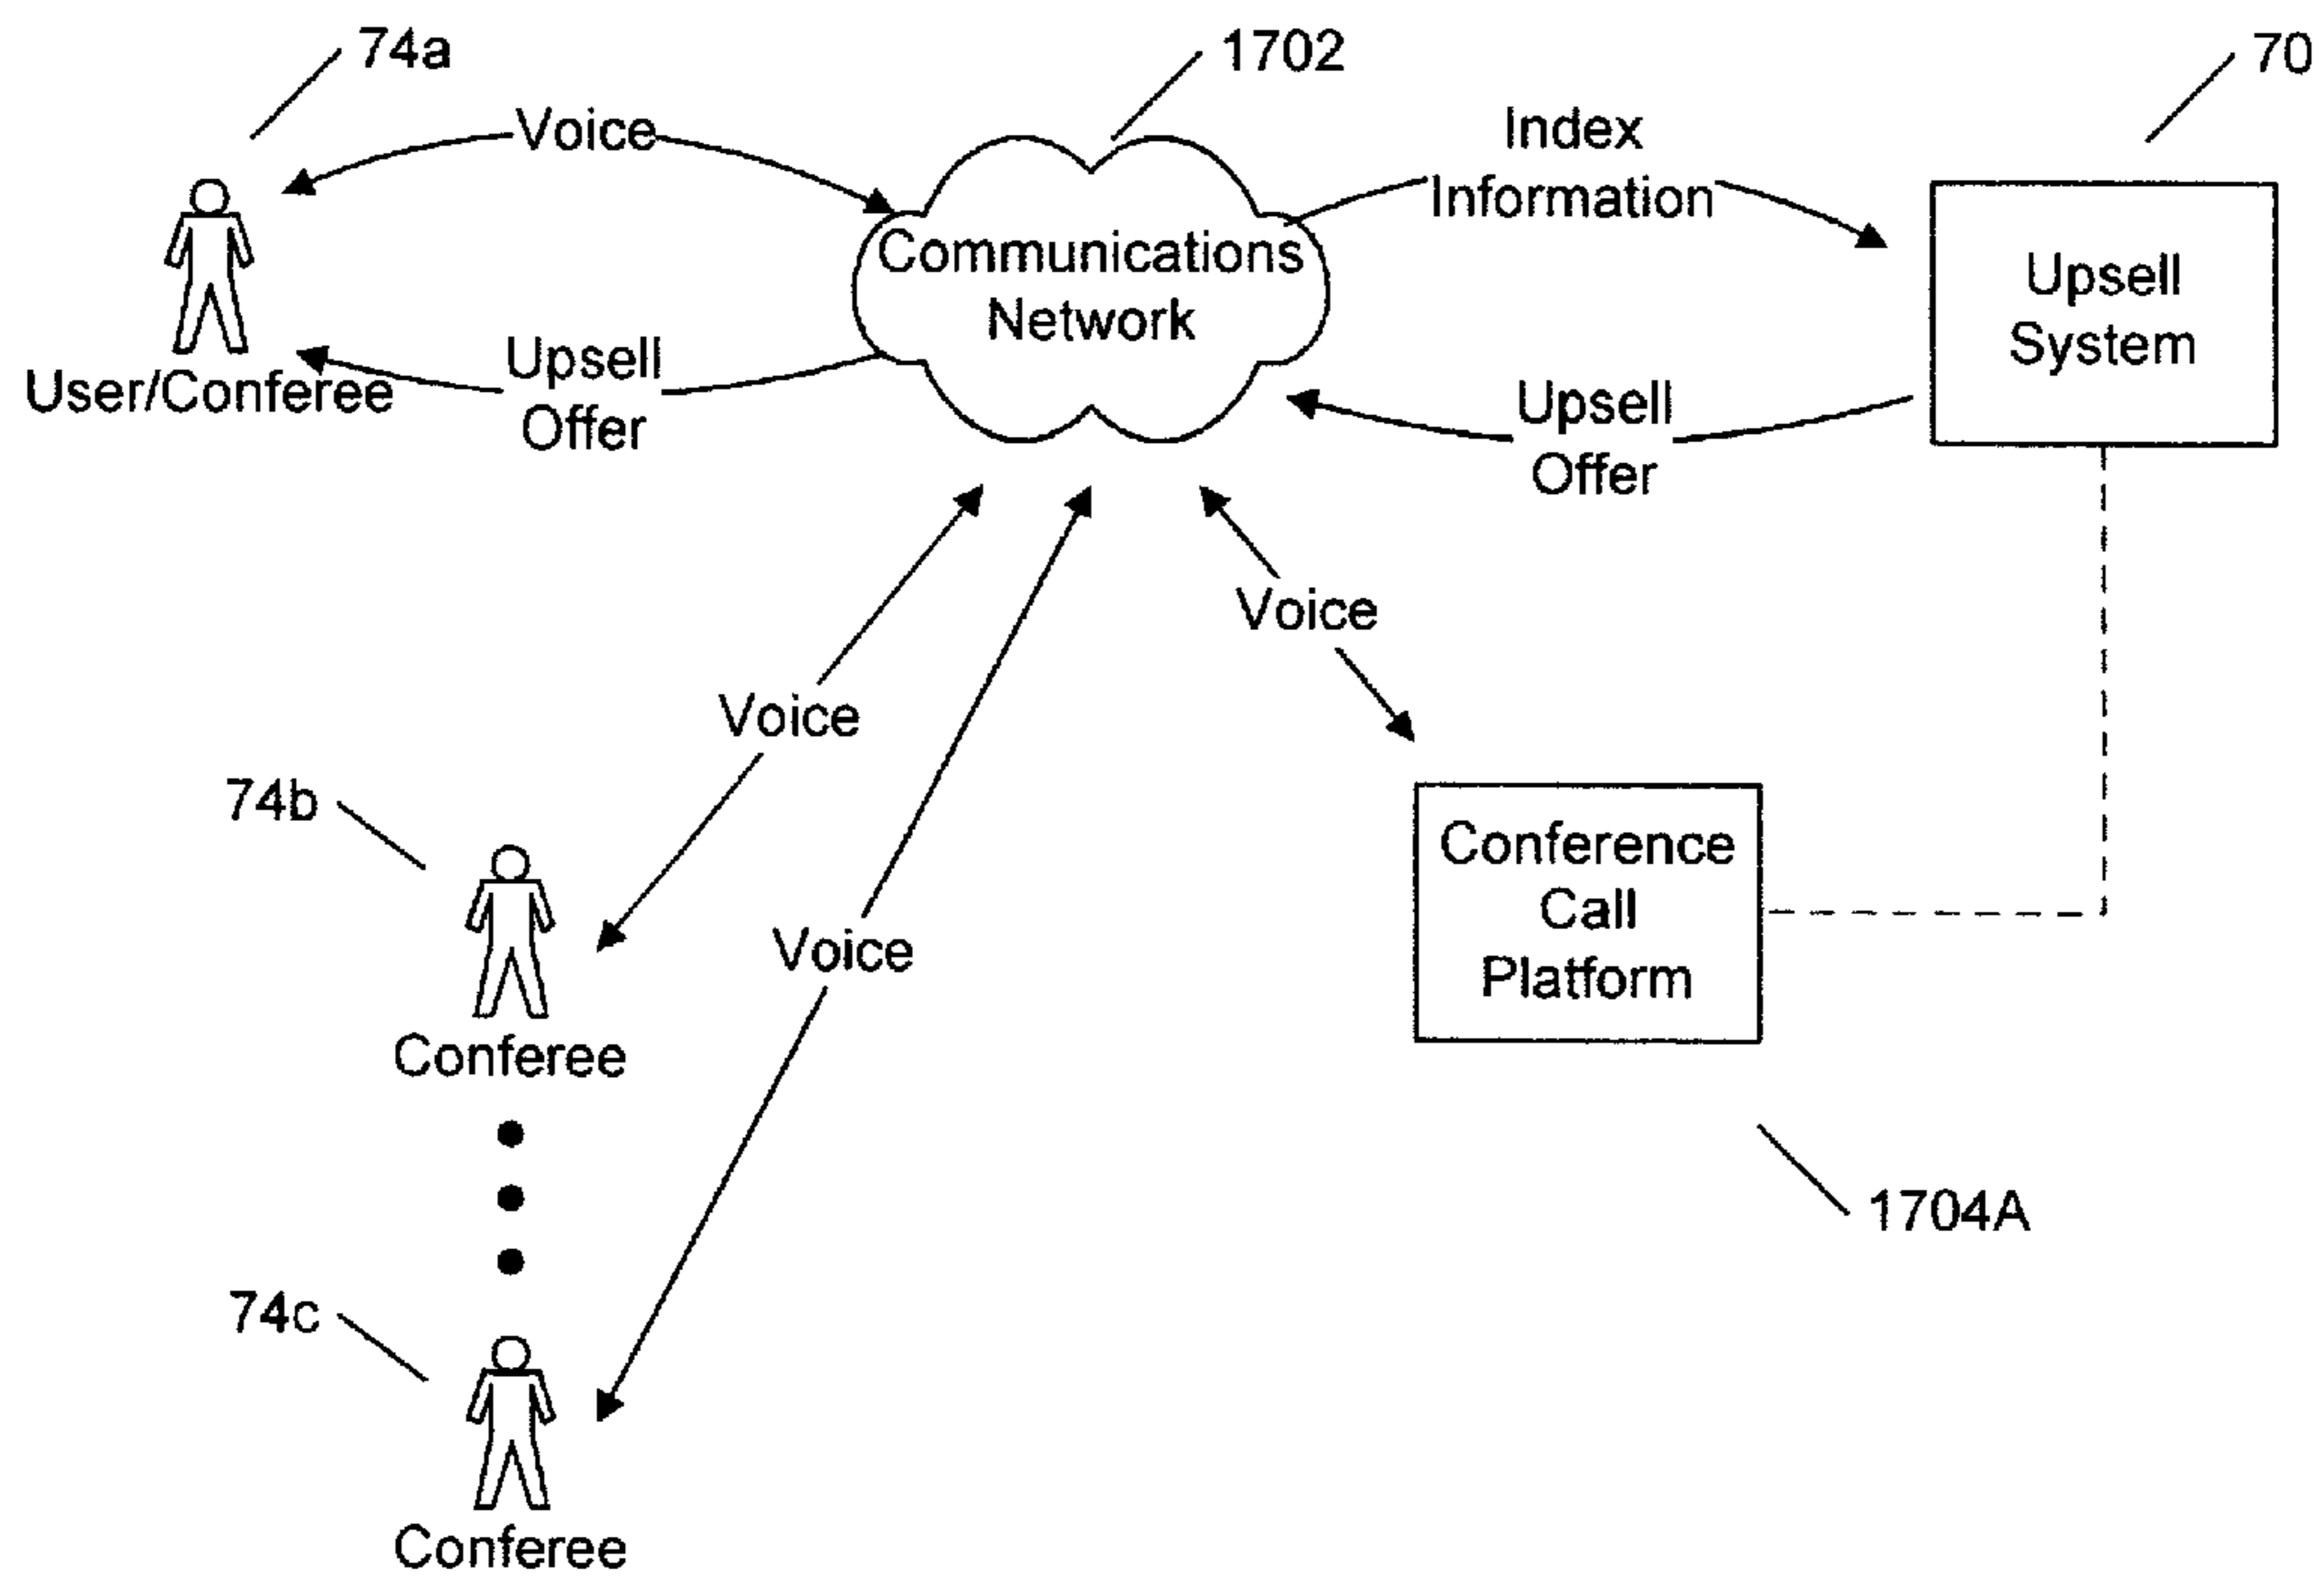 74a
1702
70
Voice
Index
Information
Communications
Network
Upsell
System
User/Conferee
Upsell
Offer
Upsell
Offer
Voice
Voice
74b
Conference
Call
Platform
Voice
Conferee
1704A
74c
Conferee